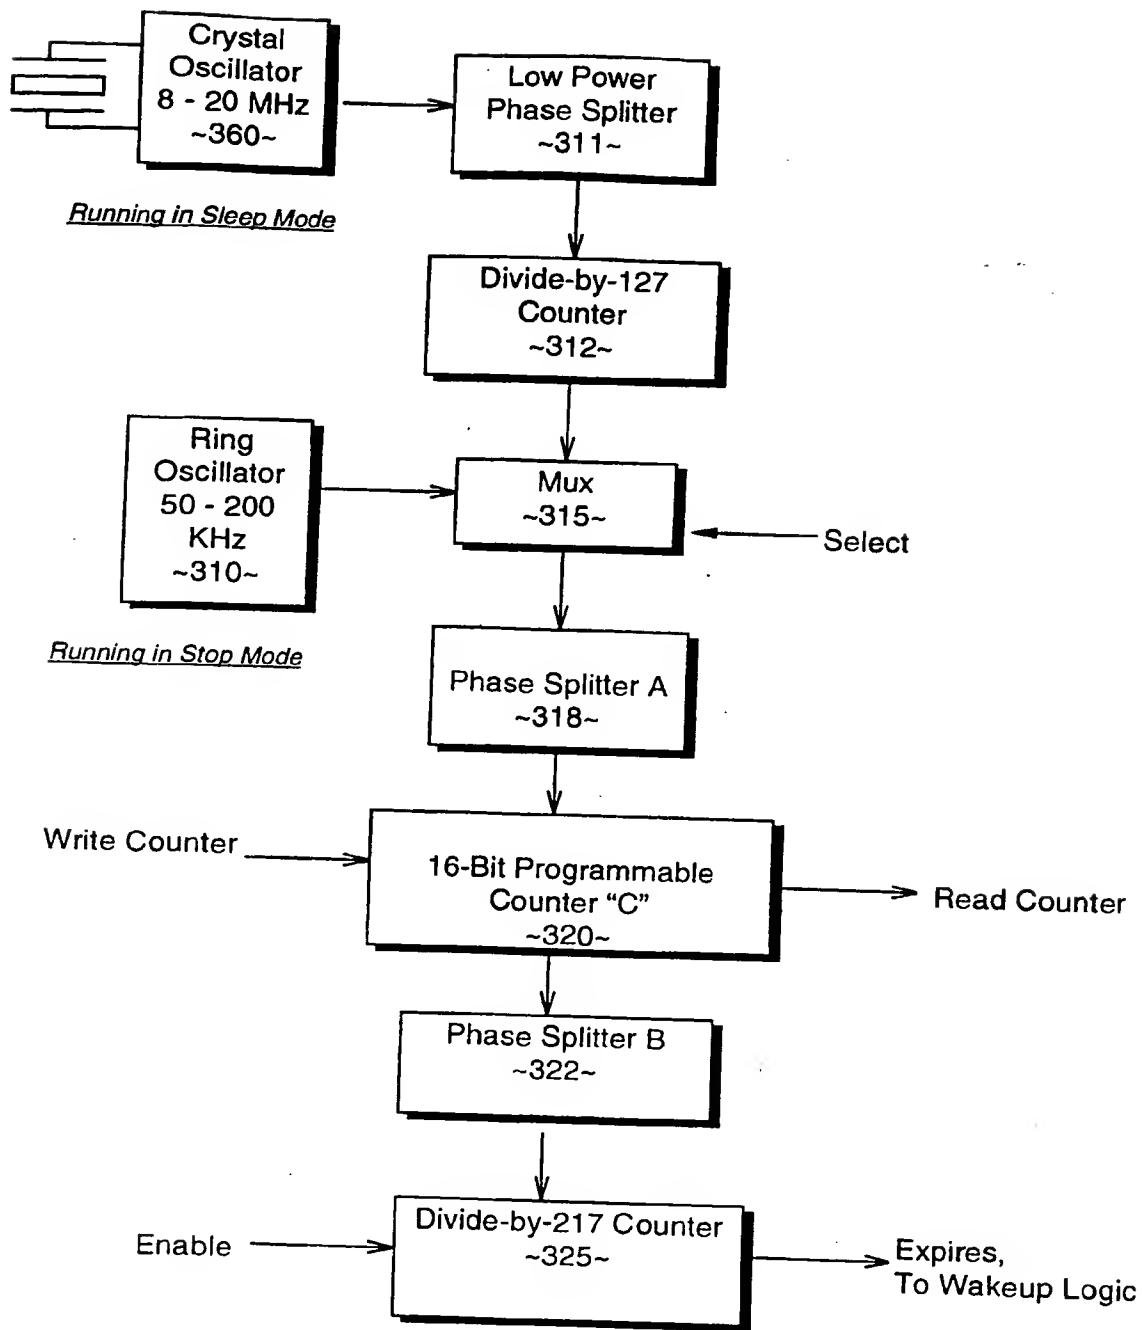 Crystal
Oscillator
8 - 20 MHz
~360~
Low Power
Phase Splitter
~311~
Running in Sleep Mode
Divide-by-127
Counter
~312~
Ring
Oscillator
50 - 200
KHz
~310~
Mux
~315~
Select
Running in Stop Mode
Phase Splitter A
~318~
Write Counter
16-Bit Programmable
Counter “C”
~320~
Read Counter
Phase Splitter B
~322~
Enable
Divide-by-217 Counter
~325~
Expires,
To Wakeup Logic